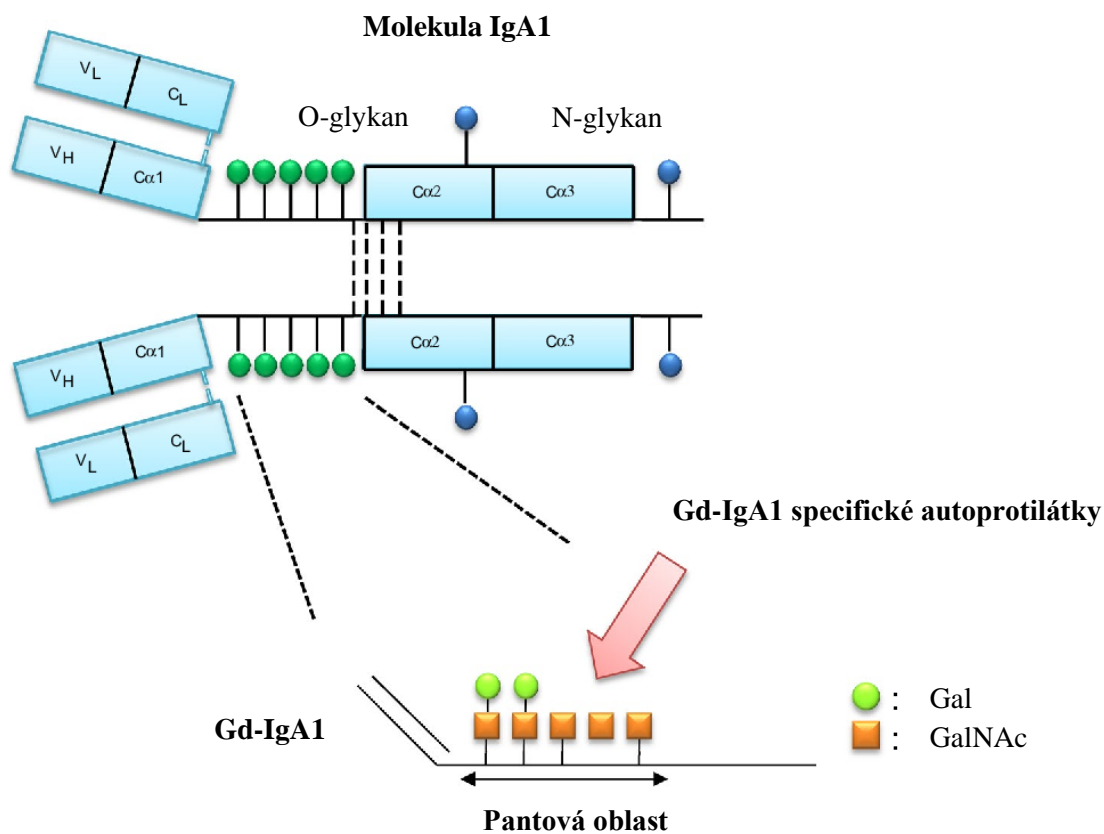 Molekula IgA1
VL
CL
VH
Cα1
O-glykan
N-glykan
Cα2
Cα3
Cα1
VH
Cα2
Cα3
VL
CL
Gd-IgA1 specifické autoprotilátky
Gd-IgA1
: Gal
: GalNAc
Pantová oblast